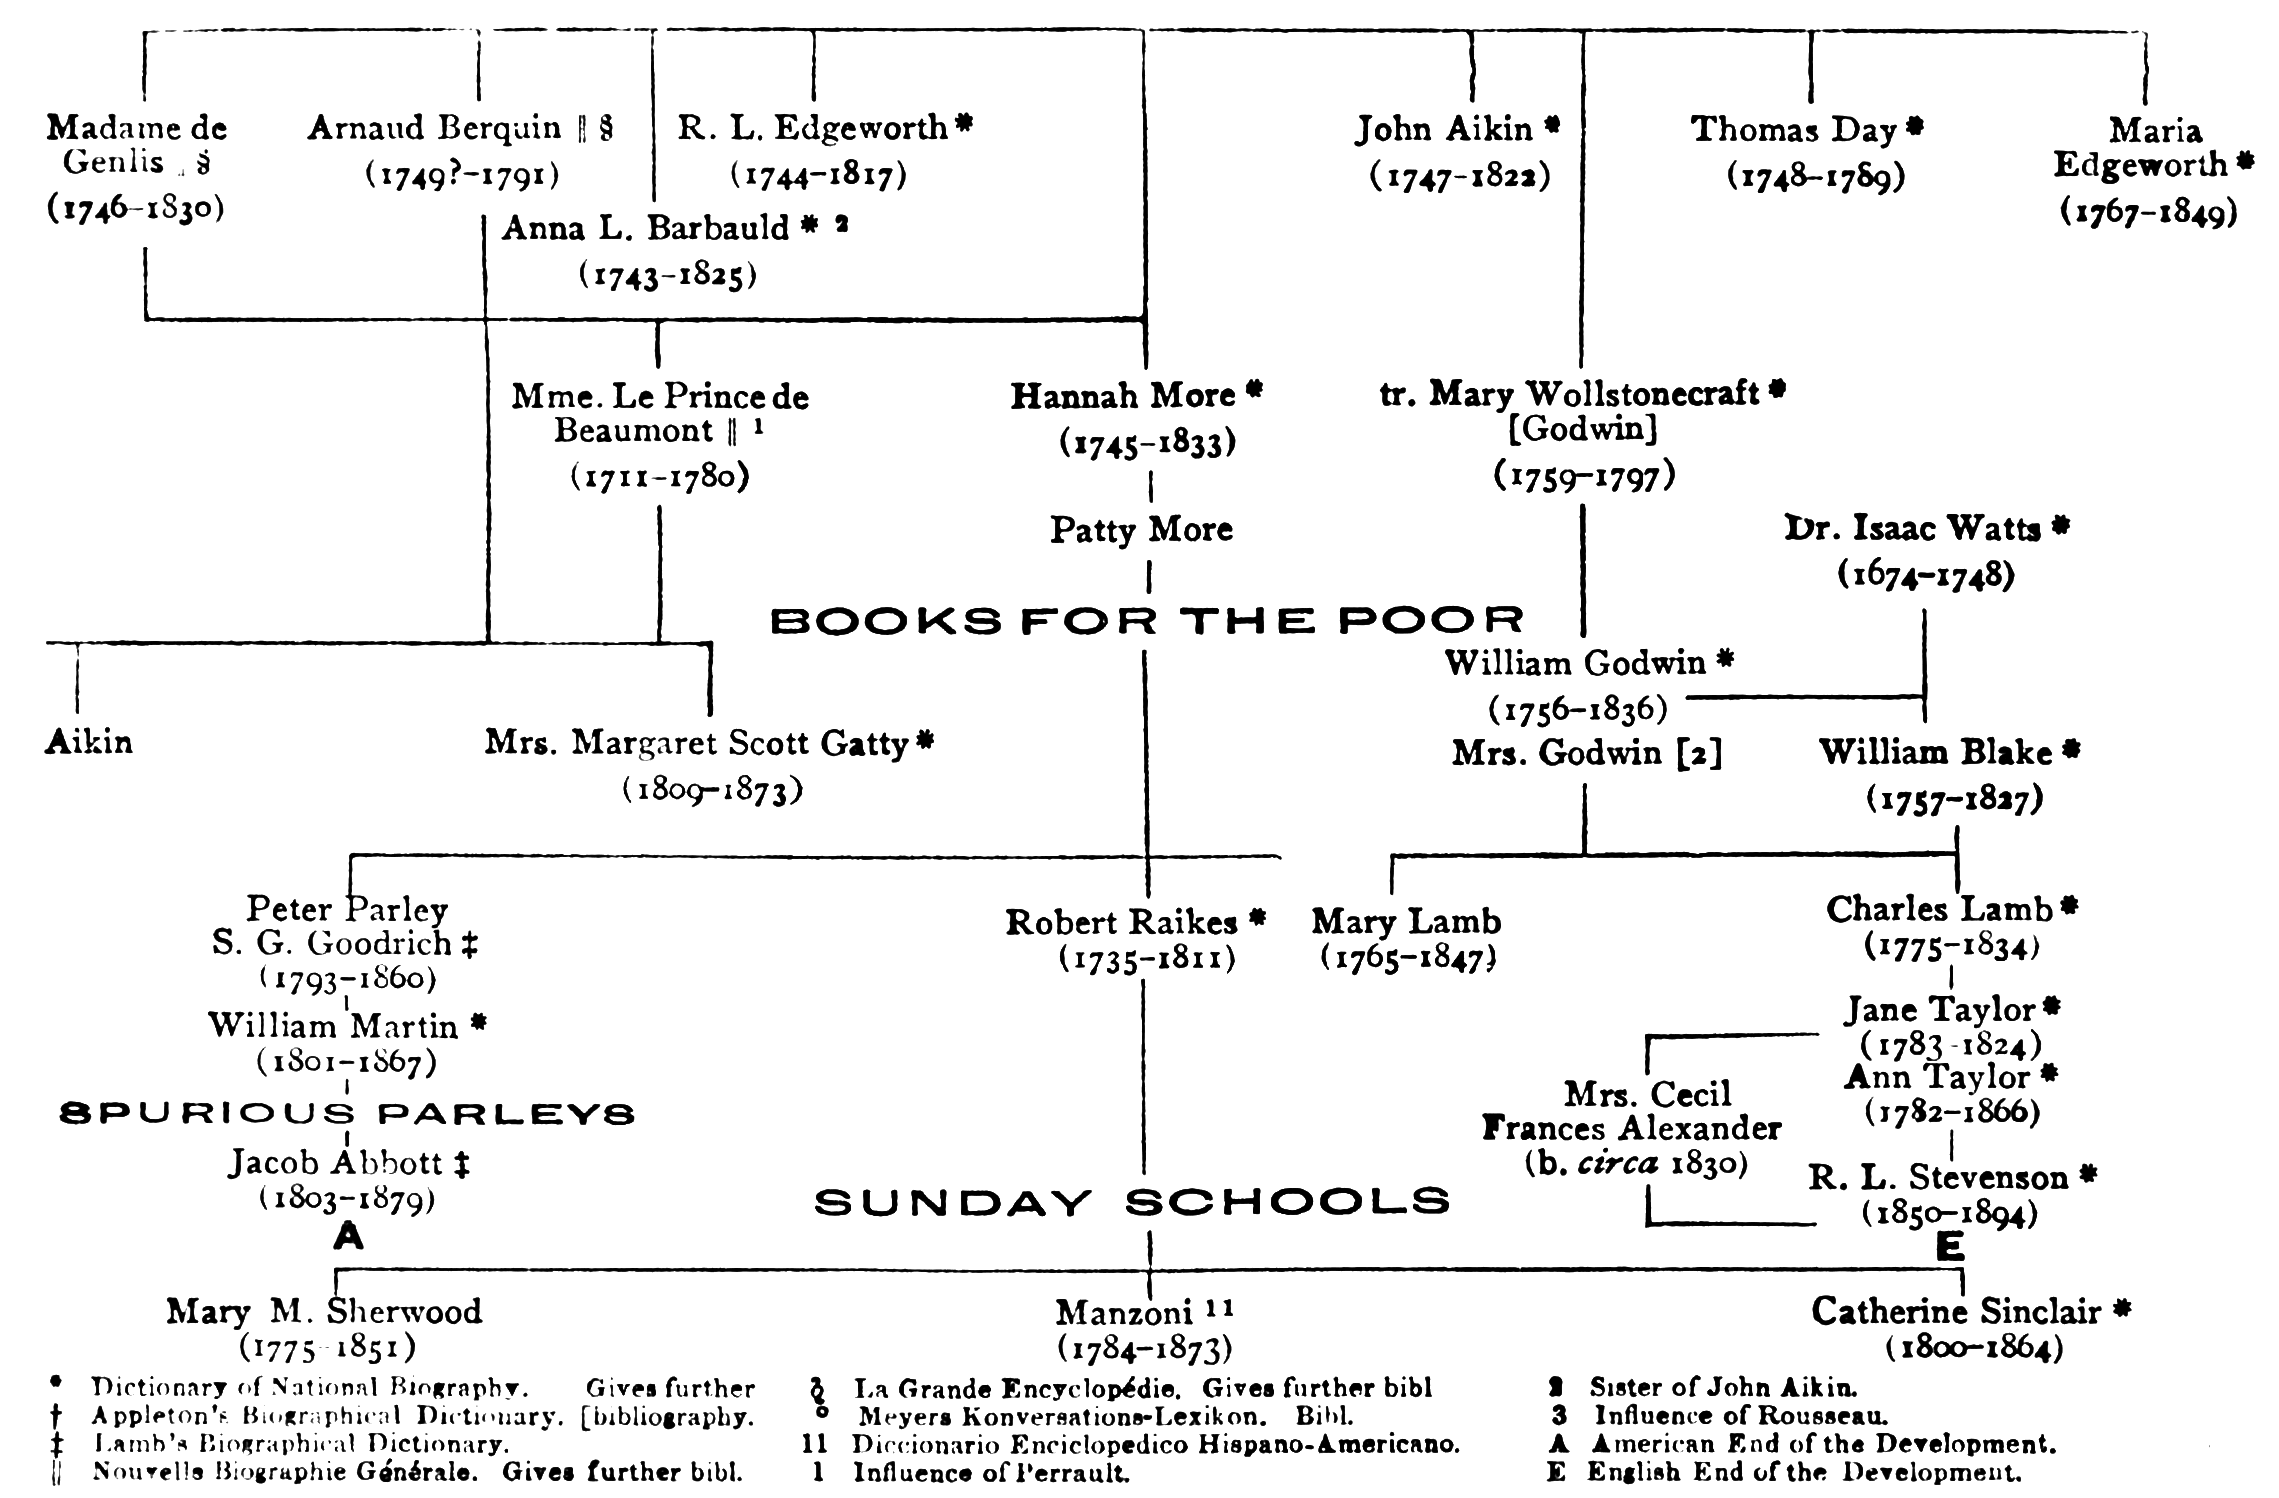 Madame de
Genlis § 
(1746–1830)
Arnaud Berquin ‖ §
(1749?–1791)
R. L. Edgeworth *
(1744–1817)
Anna L. Barbauld * 2
(1743–1825)
John Aikin *
(1747–1822)
Thomas Day *
(1748–1789)
Maria
Edgeworth *
(1767–1849)
Mme. Le Prince de
Beaumont ‖ 1
(1711–1780)
Hannah More *
(1745–1833)
Patty More
tr. Mary Wollstonecraft *
[Godwin]
(1759–1797)
Dr. Isaac Watts *
(1674–1748)
BOOKS FOR THE POOR
William Godwin *
(1756–1836)
Mrs. Godwin [2]
William Blake *
(1757–1827)
Aikin
Mrs. Margaret Scott Gatty *
(1809–1873)
Peter Parley
S. G. Goodrich ‡
(1793–1860)
William Martin *
(1801–1867)
SPURIOUS PARLEYS
Jacob Abbott ‡
(1803–1879)
A
Robert Raikes *
(1735–1811)
Mary Lamb
(1765–1847)
Charles Lamb *
(1775–1834)
Jane Taylor *
(1783–1824)
Ann Taylor *
(1782–1866)
Mrs. Cecil
Frances Alexander
(b. circa 1830)
R. L. Stevenson *
(1850–1894)
E
SUNDAY SCHOOLS
Mary M. Sherwood
(1775–1851)
Manzoni 11
(1784–1873)
Catherine Sinclair *
(1800–1864)
* Dictionary of National Biography. Gives further
† Appleton's Biographical Dictionary. [bibliography.
‡ Lamb's Biographical Dictionary.
‖ Nouvelle Biographie Générale. Gives further bibl.
§ La Grande Encyclopédie. Gives further bibl
° Meyers Konversations-Lexikon. Bibl.
11 Diccionario Enciclopedico Hispano-Americano.
1 Influence of Perrault.
2 Sister of John Aikin.
3 Influence of Rousseau.
A American End of the Development.
E English End of the Development.